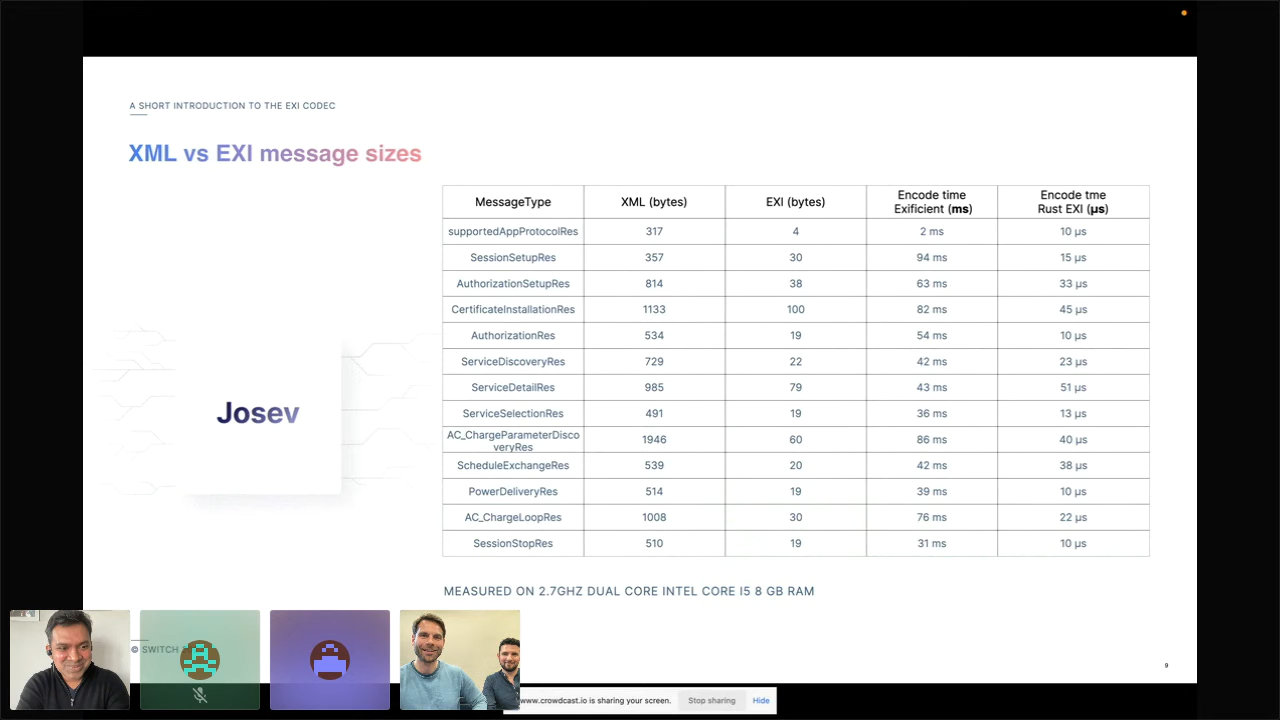 A SHORT INTRODUCTION TO THE EXI CODEC
XML vs EXI message sizes
MessageType XML (bytes) EXI (bytes) Encode time Exificient (ms) Encode tme Rust EXI (µs)
supportedAppProtocolRes 317 4 2 ms 10 µs
SessionSetupRes 357 30 94 ms 15 µs
AuthorizationSetupRes 814 38 63 ms 33 µs
CertificateInstallationRes 1133 100 82 ms 45 µs
AuthorizationRes 534 19 54 ms 10 µs
ServiceDiscoveryRes 729 22 42 ms 23 µs
ServiceDetailRes 985 79 43 ms 51 µs
ServiceSelectionRes 491 19 36 ms 13 µs
AC_ChargeParameterDiscoveryRes 1946 60 86 ms 40 µs
ScheduleExchangeRes 539 20 42 ms 38 µs
PowerDeliveryRes 514 19 39 ms 10 µs
AC_ChargeLoopRes 1008 30 76 ms 22 µs
SessionStopRes 510 19 31 ms 10 µs
Josev
MEASURED ON 2.7GHZ DUAL CORE INTEL CORE I5 8 GB RAM
© SWITCH
9
www.crowdcast.io is sharing your screen. Stop sharing Hide